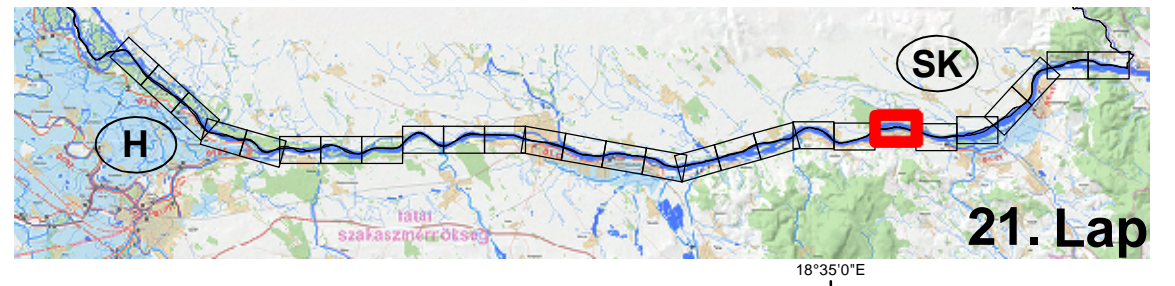 SK
H
tatai
szakaszmérnökség
21. Lap
18°35'0"E